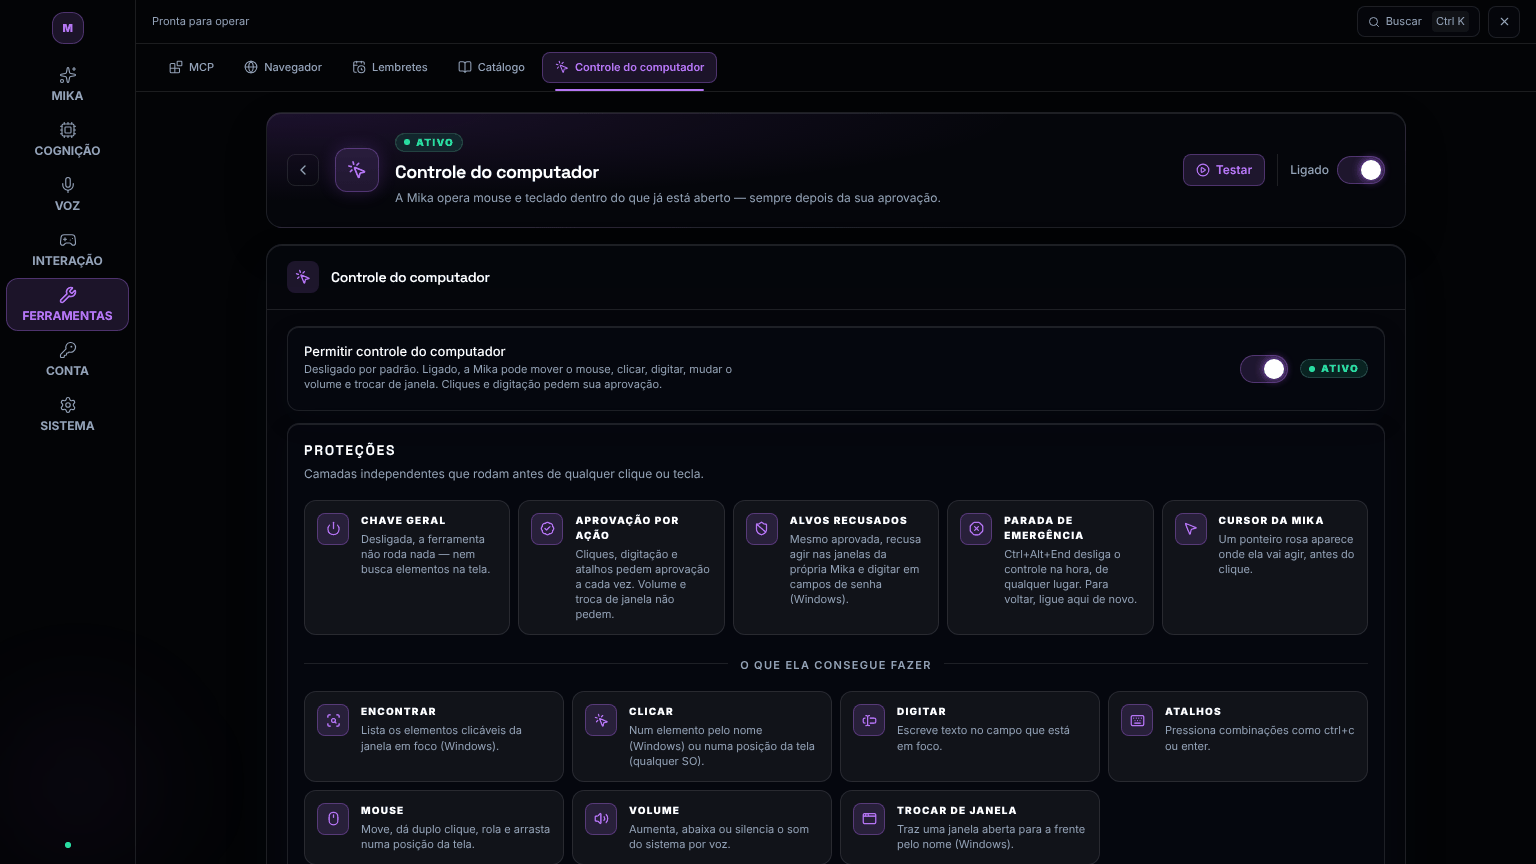 M
MIKA
COGNIÇÃO
VOZ
INTERAÇÃO
FERRAMENTAS
CONTA
SISTEMA
Pronta para operar
Buscar Ctrl K
MCP
Navegador
Lembretes
Catálogo
Controle do computador
ATIVO
Controle do computador
A Mika opera mouse e teclado dentro do que já está aberto — sempre depois da sua aprovação.
Testar
Ligado
Controle do computador
Permitir controle do computador
Desligado por padrão. Ligado, a Mika pode mover o mouse, clicar, digitar, mudar o
volume e trocar de janela. Cliques e digitação pedem sua aprovação.
ATIVO
PROTEÇÕES
Camadas independentes que rodam antes de qualquer clique ou tecla.
CHAVE GERAL
Desligada, a ferramenta
não roda nada — nem
busca elementos na tela.
APROVAÇÃO POR
AÇÃO
Cliques, digitação e
atalhos pedem aprovação
a cada vez. Volume e
troca de janela não
pedem.
ALVOS RECUSADOS
Mesmo aprovada, recusa
agir nas janelas da
própria Mika e digitar em
campos de senha
(Windows).
PARADA DE
EMERGÊNCIA
Ctrl+Alt+End desliga o
controle na hora, de
qualquer lugar. Para
voltar, ligue aqui de novo.
CURSOR DA MIKA
Um ponteiro rosa aparece
onde ela vai agir, antes do
clique.
O QUE ELA CONSEGUE FAZER
ENCONTRAR
Lista os elementos clicáveis da
janela em foco (Windows).
CLICAR
Num elemento pelo nome
(Windows) ou numa posição da tela
(qualquer SO).
DIGITAR
Escreve texto no campo que está
em foco.
ATALHOS
Pressiona combinações como ctrl+c
ou enter.
MOUSE
Move, dá duplo clique, rola e arrasta
numa posição da tela.
VOLUME
Aumenta, abaixa ou silencia o som
do sistema por voz.
TROCAR DE JANELA
Traz uma janela aberta para a frente
pelo nome (Windows).